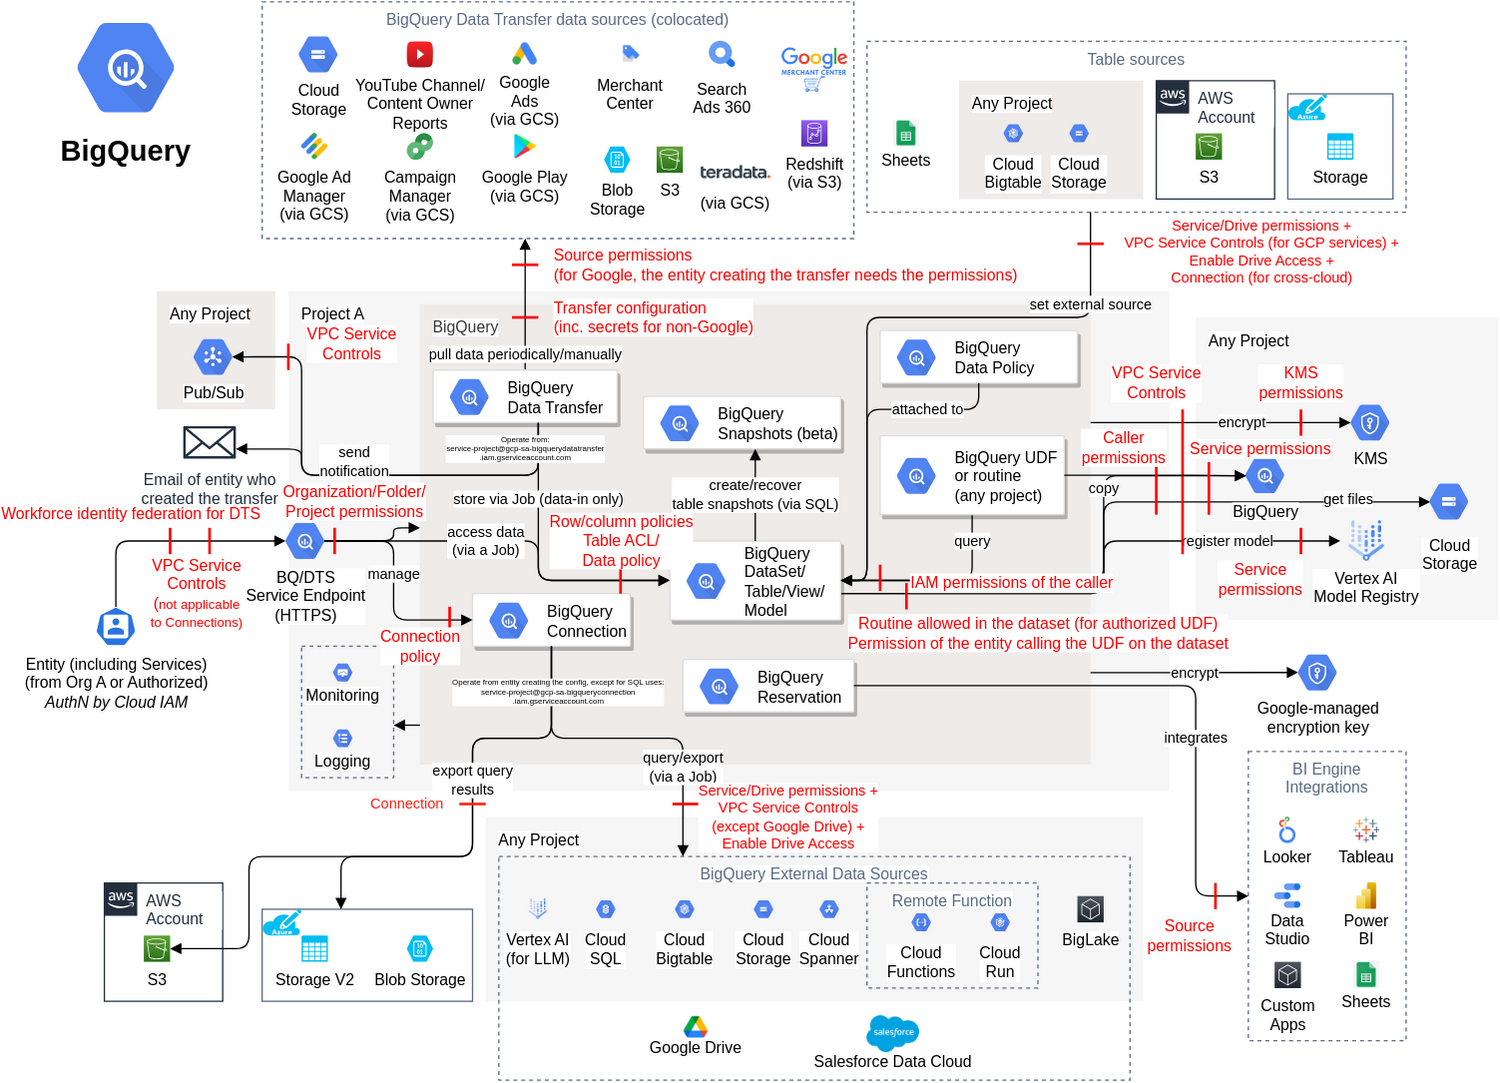 BigQuery
BigQuery Data Transfer data sources (colocated)
Cloud
Storage
YouTube Channel/
Content Owner
Reports
Google
Ads
(via GCS)
Merchant
Center
Search
Ads 360
Google
MERCHANT CENTER
Google Ad
Manager
(via GCS)
Campaign
Manager
(via GCS)
Google Play
(via GCS)
Blob
Storage
S3
teradata.
(via GCS)
Redshift
(via S3)
Table sources
Sheets
Any Project
Cloud
Bigtable
Cloud
Storage
aws
AWS
Account
S3
Azure
Storage
Source permissions
(for Google, the entity creating the transfer needs the permissions)
Service/Drive permissions +
VPC Service Controls (for GCP services) +
Enable Drive Access +
Connection (for cross-cloud)
set external source
Any Project
Pub/Sub
Project A
VPC Service
Controls
BigQuery
Transfer configuration
(inc. secrets for non-Google)
pull data periodically/manually
BigQuery
Data Transfer
Operate from:
service-project@gcp-sa-bigquerydatatransfer
.iam.gserviceaccount.com
BigQuery
Snapshots (beta)
BigQuery
Data Policy
attached to
BigQuery UDF
or routine
(any project)
query
create/recover
table snapshots (via SQL)
send
notification
Email of entity who
created the transfer
store via Job (data-in only)
Organization/Folder/
Project permissions
Workforce identity federation for DTS
VPC Service
Controls
(not applicable
to Connections)
BQ/DTS
Service Endpoint
(HTTPS)
access data
(via a Job)
manage
Row/column policies
Table ACL/
Data policy
BigQuery
DataSet/
Table/View/
Model
BigQuery
Connection
Connection
policy
Entity (including Services)
(from Org A or Authorized)
AuthN by Cloud IAM
Monitoring
Logging
Operate from entity creating the config, except for SQL uses:
service-project@gcp-sa-bigqueryconnection
.iam.gserviceaccount.com
BigQuery
Reservation
IAM permissions of the caller
Routine allowed in the dataset (for authorized UDF)
Permission of the entity calling the UDF on the dataset
VPC Service
Controls
Caller
permissions
copy
Any Project
KMS
permissions
encrypt
KMS
Service permissions
BigQuery
get files
Cloud
Storage
register model
Service
permissions
Vertex AI
Model Registry
encrypt
Google-managed
encryption key
integrates
BI Engine
Integrations
Looker
Tableau
Data
Studio
Power
BI
Custom
Apps
Sheets
Source
permissions
export query
results
Connection
query/export
(via a Job)
Service/Drive permissions +
VPC Service Controls
(except Google Drive) +
Enable Drive Access
aws
AWS
Account
S3
Azure
Storage V2
Blob Storage
Any Project
BigQuery External Data Sources
Vertex AI
(for LLM)
Cloud
SQL
Cloud
Bigtable
Cloud
Storage
Cloud
Spanner
Remote Function
Cloud
Functions
Cloud
Run
BigLake
Google Drive
salesforce
Salesforce Data Cloud